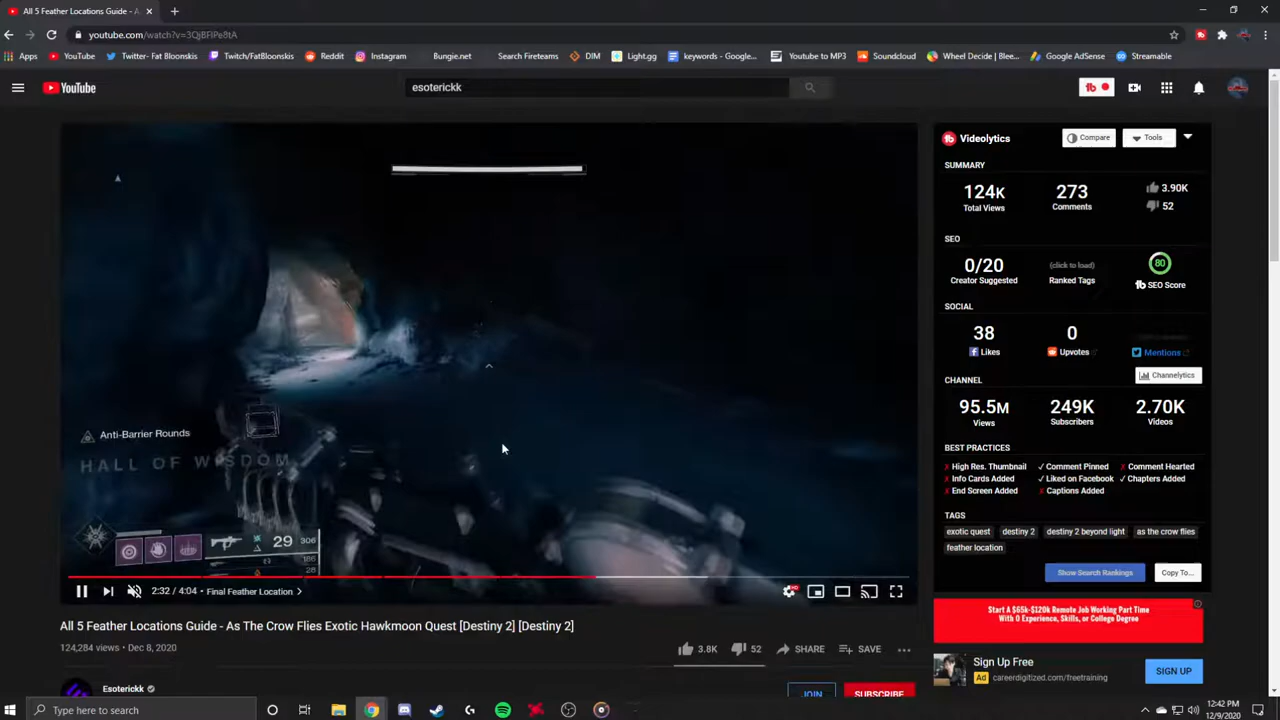 All 5 Feather Locations Guide - A
youtube.com/watch?v=3QjBFlPe8tA
Apps YouTube Twitter- Fat Bloonskis Twitch/FatBloonskis Reddit Instagram Bungie.net Search Fireteams DIM Light.gg keywords - Google... Youtube to MP3 Soundcloud Wheel Decide | Blee... Google AdSense Streamable
YouTube
esoterickk
Videolytics Compare Tools
SUMMARY
124K 273 3.90K
Total Views Comments 52
SEO
0/20 (click to load) 80
Creator Suggested Ranked Tags SEO Score
SOCIAL
38 0
Likes Upvotes Mentions
CHANNEL Channelytics
95.5M 249K 2.70K
Views Subscribers Videos
BEST PRACTICES
High Res. Thumbnail Comment Pinned Comment Hearted
Info Cards Added Liked on Facebook Chapters Added
End Screen Added Captions Added
TAGS
exotic quest destiny 2 destiny 2 beyond light as the crow flies
feather location
Show Search Rankings Copy To...
Anti-Barrier Rounds
HALL OF WISDOM
29 306
186
28
2:32 / 4:04 · Final Feather Location
All 5 Feather Locations Guide - As The Crow Flies Exotic Hawkmoon Quest [Destiny 2] [Destiny 2]
124,284 views • Dec 8, 2020
3.8K 52 SHARE SAVE
Esoterickk
JOIN SUBSCRIBE
Start A $65k-$120k Remote Job Working Part Time
With 0 Experience, Skills, or College Degree
Sign Up Free
Ad careerdigitized.com/freetraining
SIGN UP
Type here to search
12:42 PM
12/9/2020